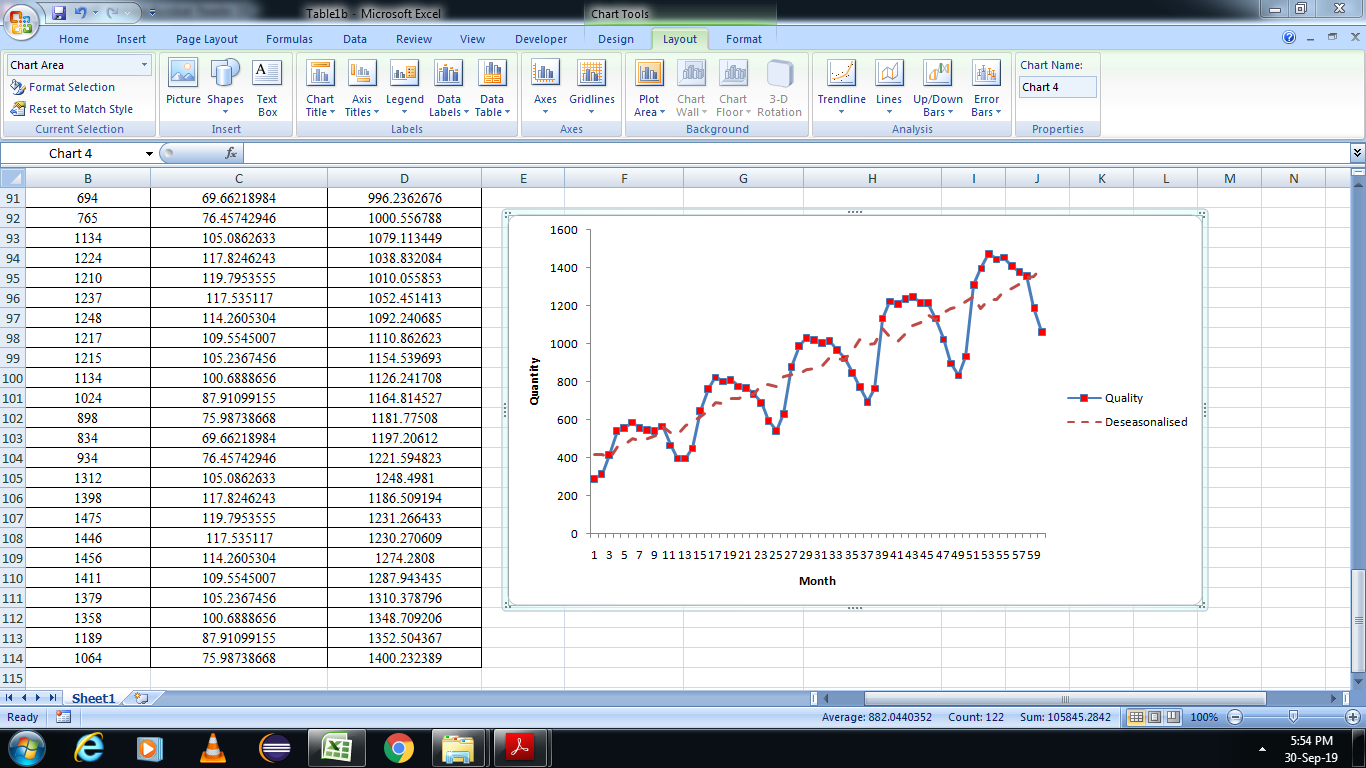 Table1b - Microsoft Excel
Chart Tools
Home Insert Page Layout Formulas Data Review View Developer Design Layout Format
Chart Area
Format Selection
Reset to Match Style
Current Selection
Picture Shapes Text Box
Insert
Chart Title Axis Titles Legend Data Labels Data Table
Labels
Axes Gridlines
Axes
Plot Area Chart Wall Chart Floor 3-D Rotation
Background
Trendline Lines Up/Down Bars Error Bars
Analysis
Chart Name:
Chart 4
Properties
Chart 4 fx
B C D E F G H I J K L M N
91 694 69.66218984 996.2362676
92 765 76.45742946 1000.556788
93 1134 105.0862633 1079.113449
94 1224 117.8246243 1038.832084
95 1210 119.7953555 1010.055853
96 1237 117.535117 1052.451413
97 1248 114.2605304 1092.240685
98 1217 109.5545007 1110.862623
99 1215 105.2367456 1154.539693
100 1134 100.6888656 1126.241708
101 1024 87.91099155 1164.814527
102 898 75.98738668 1181.77508
103 834 69.66218984 1197.20612
104 934 76.45742946 1221.594823
105 1312 105.0862633 1248.4981
106 1398 117.8246243 1186.509194
107 1475 119.7953555 1231.266433
108 1446 117.535117 1230.270609
109 1456 114.2605304 1274.2808
110 1411 109.5545007 1287.943435
111 1379 105.2367456 1310.378796
112 1358 100.6888656 1348.709206
113 1189 87.91099155 1352.504367
114 1064 75.98738668 1400.232389
115
1600
1400
1200
1000
800
600
400
200
0
Quantity
1 3 5 7 9 11 13 15 17 19 21 23 25 27 29 31 33 35 37 39 41 43 45 47 49 51 53 55 57 59
Month
Quality
Deseasonalised
Sheet1
Ready Average: 882.0440352 Count: 122 Sum: 105845.2842 100%
5:54 PM
30-Sep-19